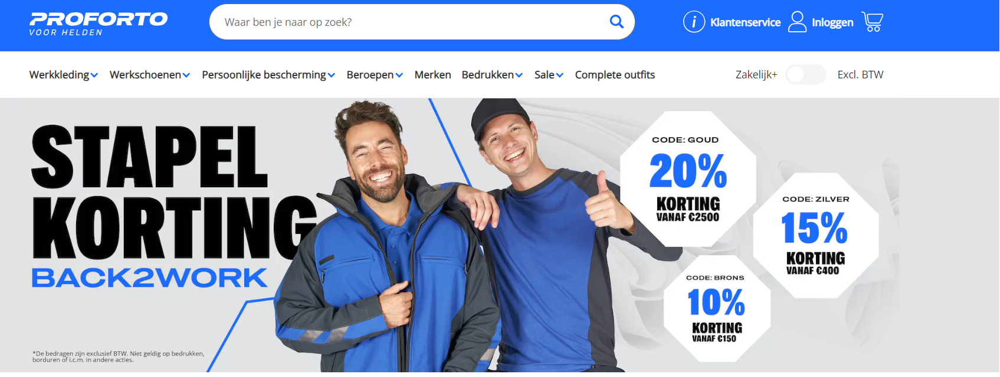 PROFORTO
VOOR HELDEN
Waar ben je naar op zoek?
i
Klantenservice
Inloggen
Werkkleding
Werkschoenen
Persoonlijke bescherming
Beroepen
Merken
Bedrukken
Sale
Complete outfits
Zakelijk+
Excl. BTW
STAPEL
KORTING
BACK2WORK
*De bedragen zijn exclusief BTW. Niet geldig op bedrukken,
borduren of i.c.m. in andere acties.
CODE: GOUD
20%
KORTING
VANAF €2500
CODE: ZILVER
15%
KORTING
VANAF €400
CODE: BRONS
10%
KORTING
VANAF €150